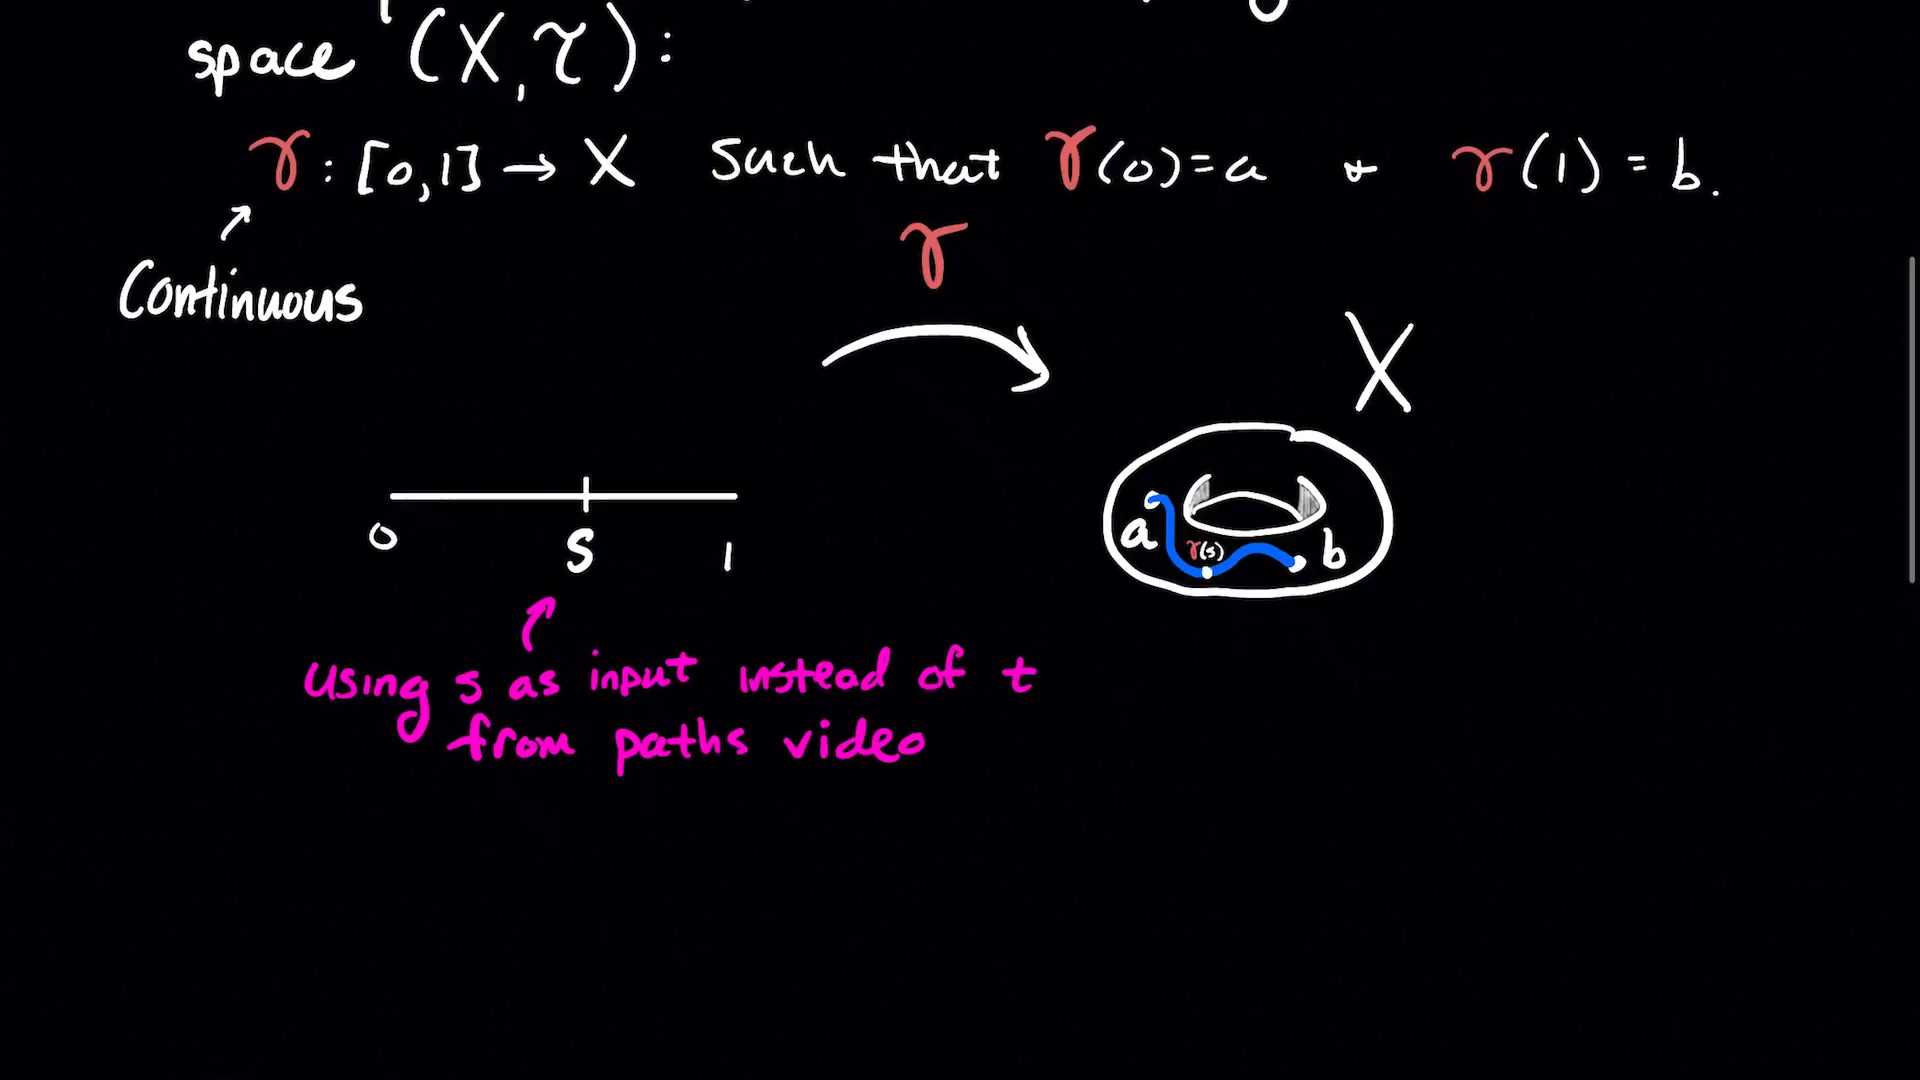 space (X, τ):
γ: [0,1] → X such that γ(0)=a & γ(1)=b.
γ
Continuous
X
a γ(s) b
0 s 1
Using s as input instead of t
from paths video